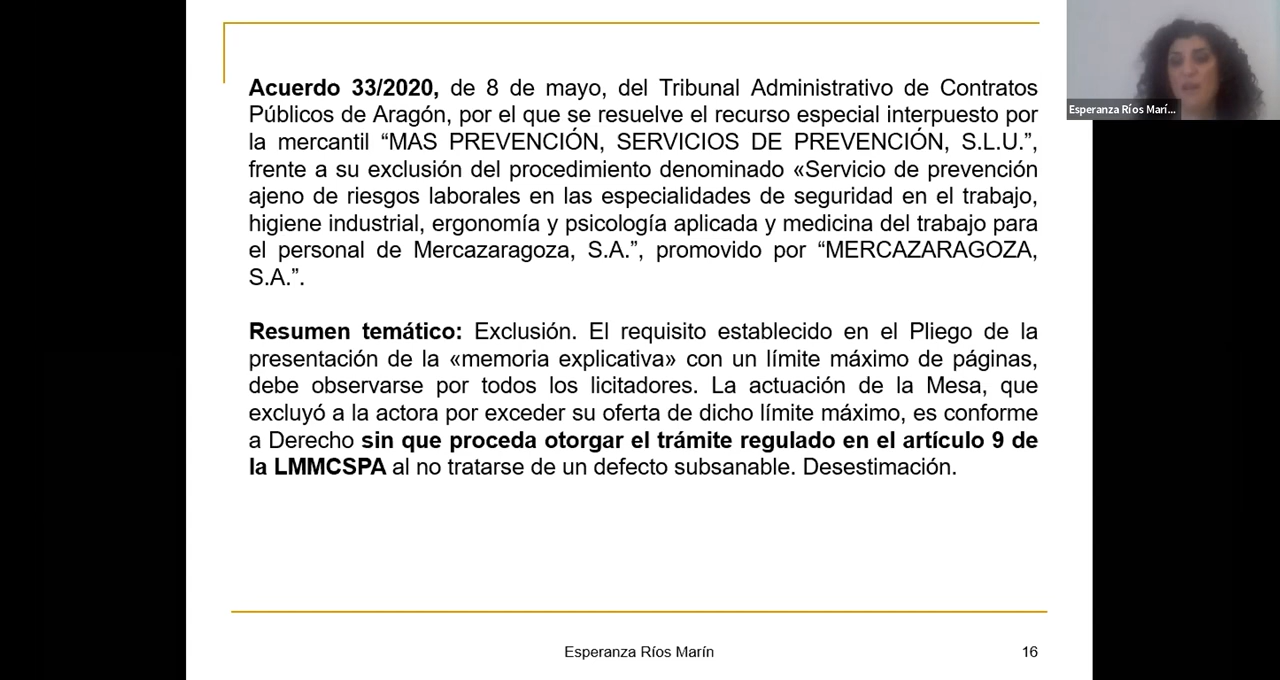 Acuerdo 33/2020, de 8 de mayo, del Tribunal Administrativo de Contratos
Públicos de Aragón, por el que se resuelve el recurso especial interpuesto por
la mercantil “MAS PREVENCIÓN, SERVICIOS DE PREVENCIÓN, S.L.U.”,
frente a su exclusión del procedimiento denominado «Servicio de prevención
ajeno de riesgos laborales en las especialidades de seguridad en el trabajo,
higiene industrial, ergonomía y psicología aplicada y medicina del trabajo para
el personal de Mercazaragoza, S.A.”, promovido por “MERCAZARAGOZA,
S.A.”.
Resumen temático: Exclusión. El requisito establecido en el Pliego de la
presentación de la «memoria explicativa» con un límite máximo de páginas,
debe observarse por todos los licitadores. La actuación de la Mesa, que
excluyó a la actora por exceder su oferta de dicho límite máximo, es conforme
a Derecho sin que proceda otorgar el trámite regulado en el artículo 9 de
la LMMCSPA al no tratarse de un defecto subsanable. Desestimación.
Esperanza Ríos Marín
16
Esperanza Ríos Marí...